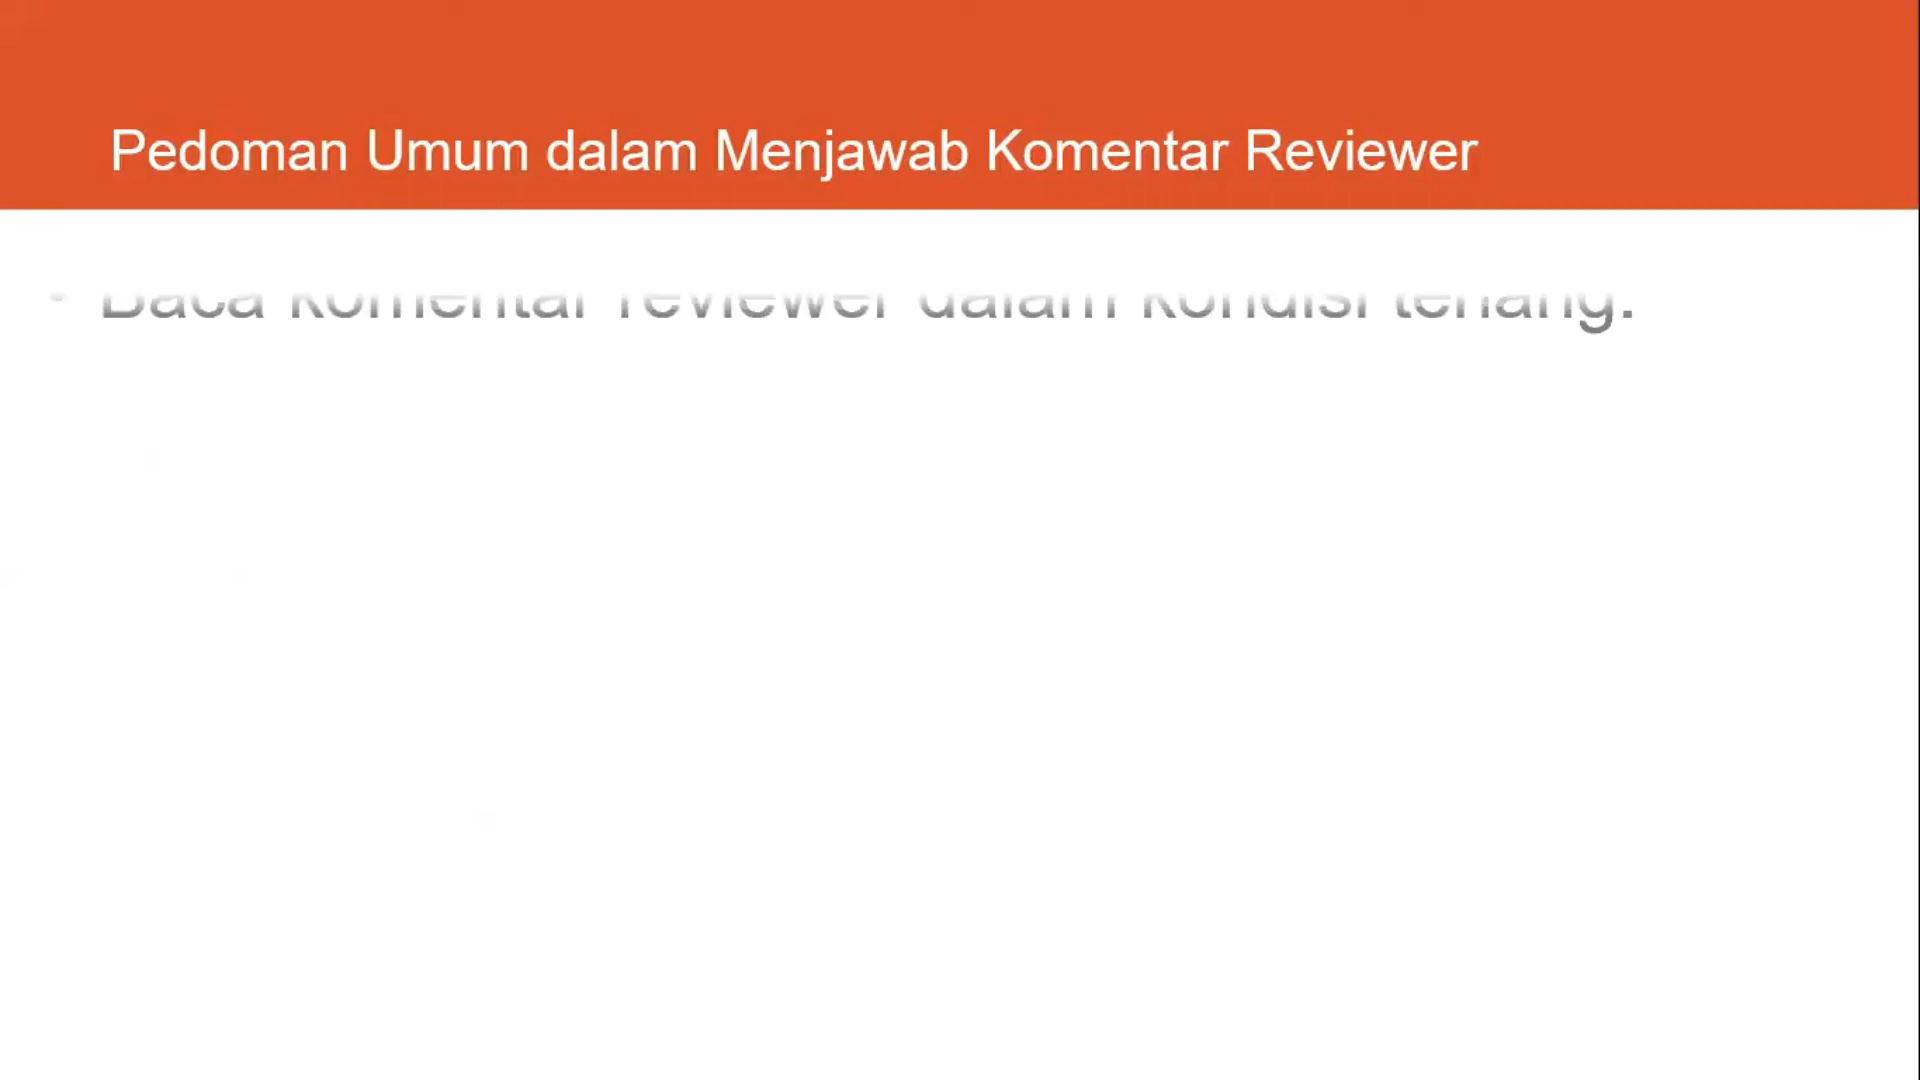 Pedoman Umum dalam Menjawab Komentar Reviewer
• Baca komentar reviewer dalam kondisi tenang.